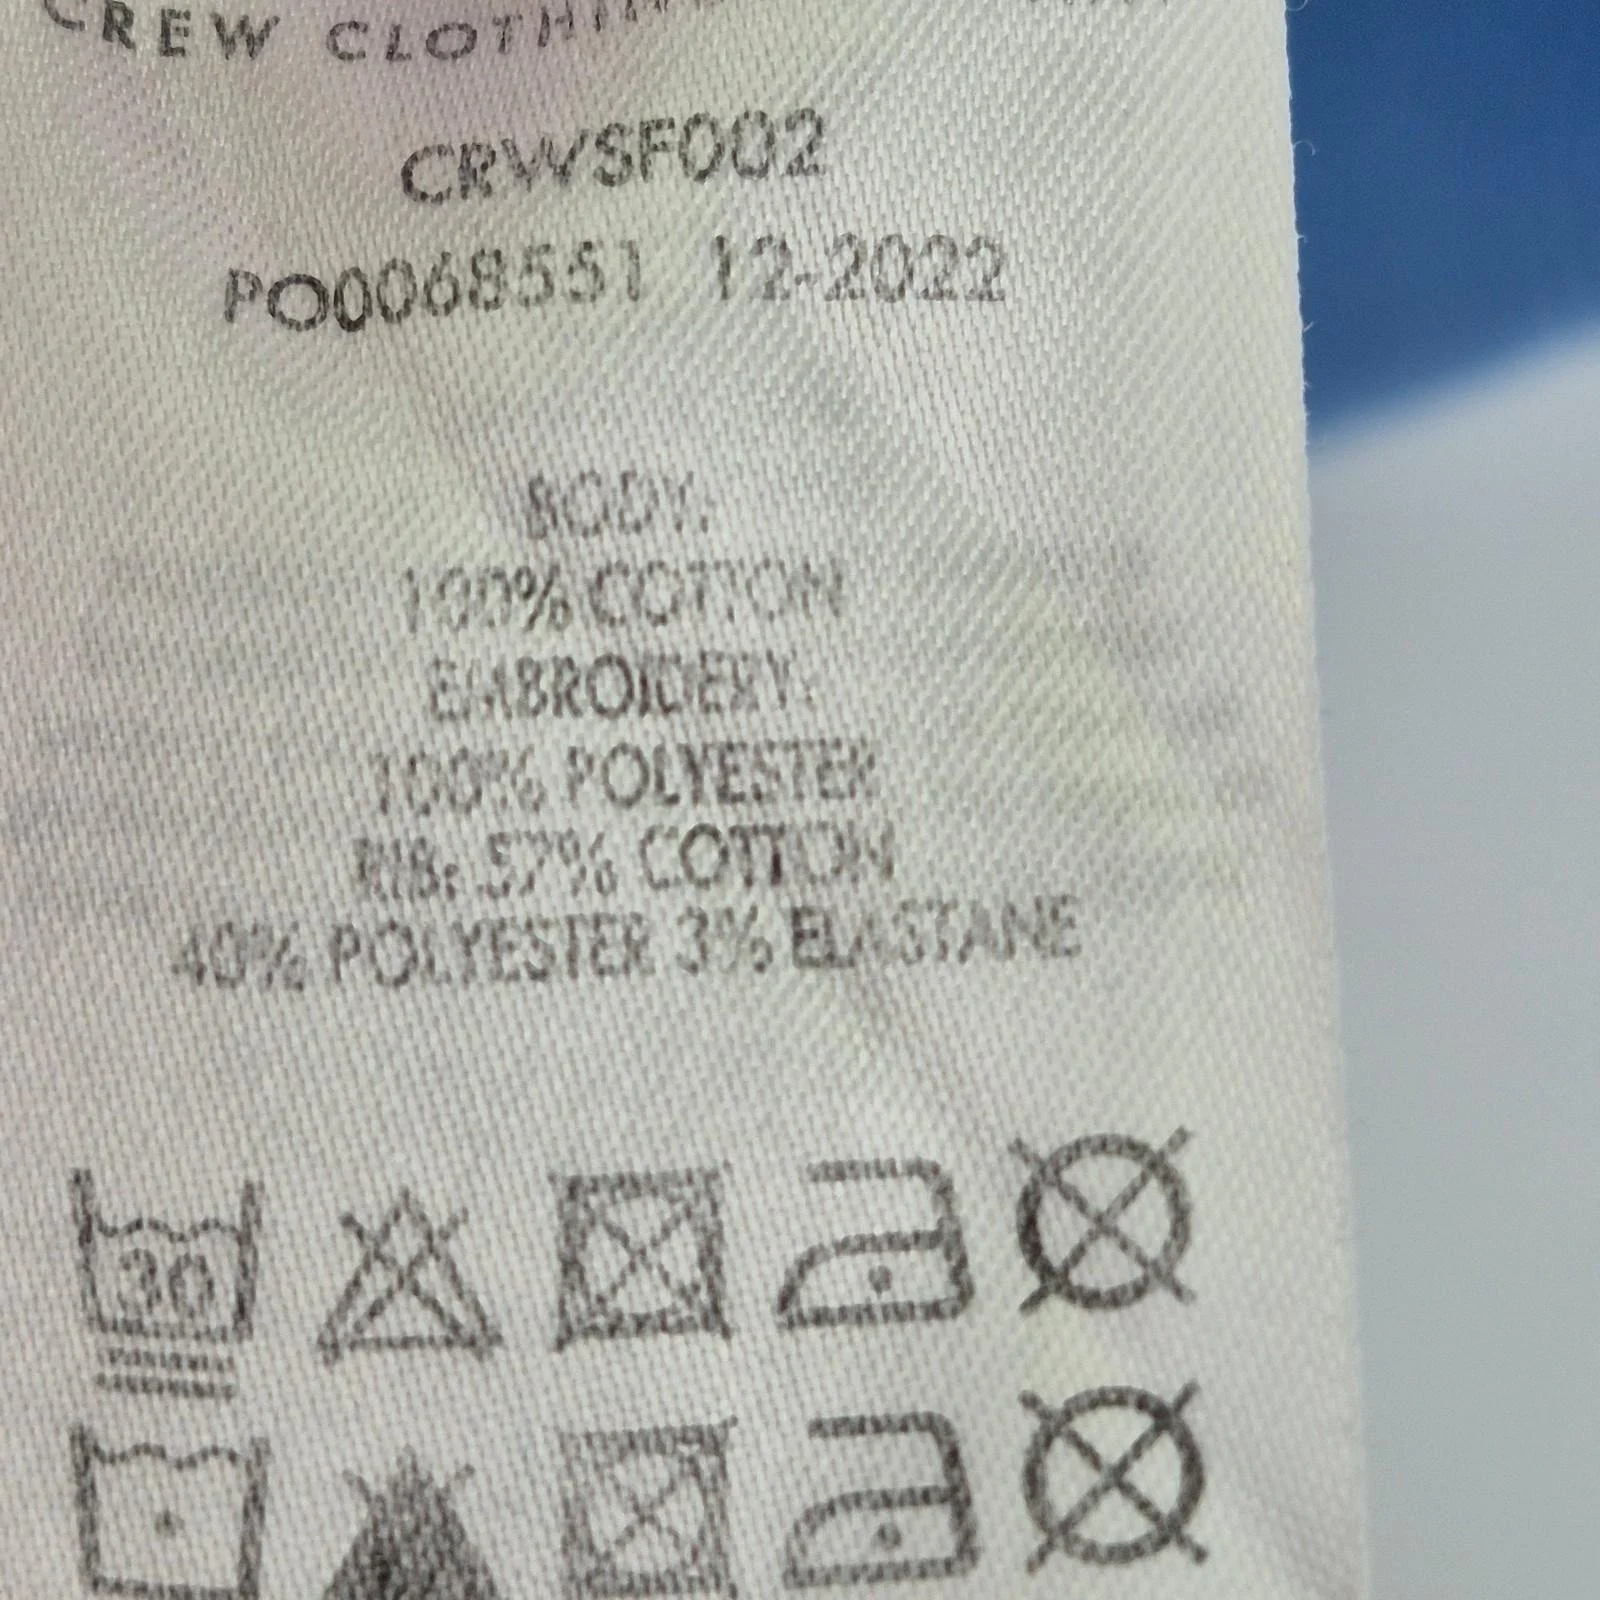 CREW CLOTHING
CRWSF002
PO0068551 12-2022
BODY:
100% COTTON
EMBROIDERY:
100% POLYESTER
RIB: 57% COTTON
40% POLYESTER 3% ELASTANE
30